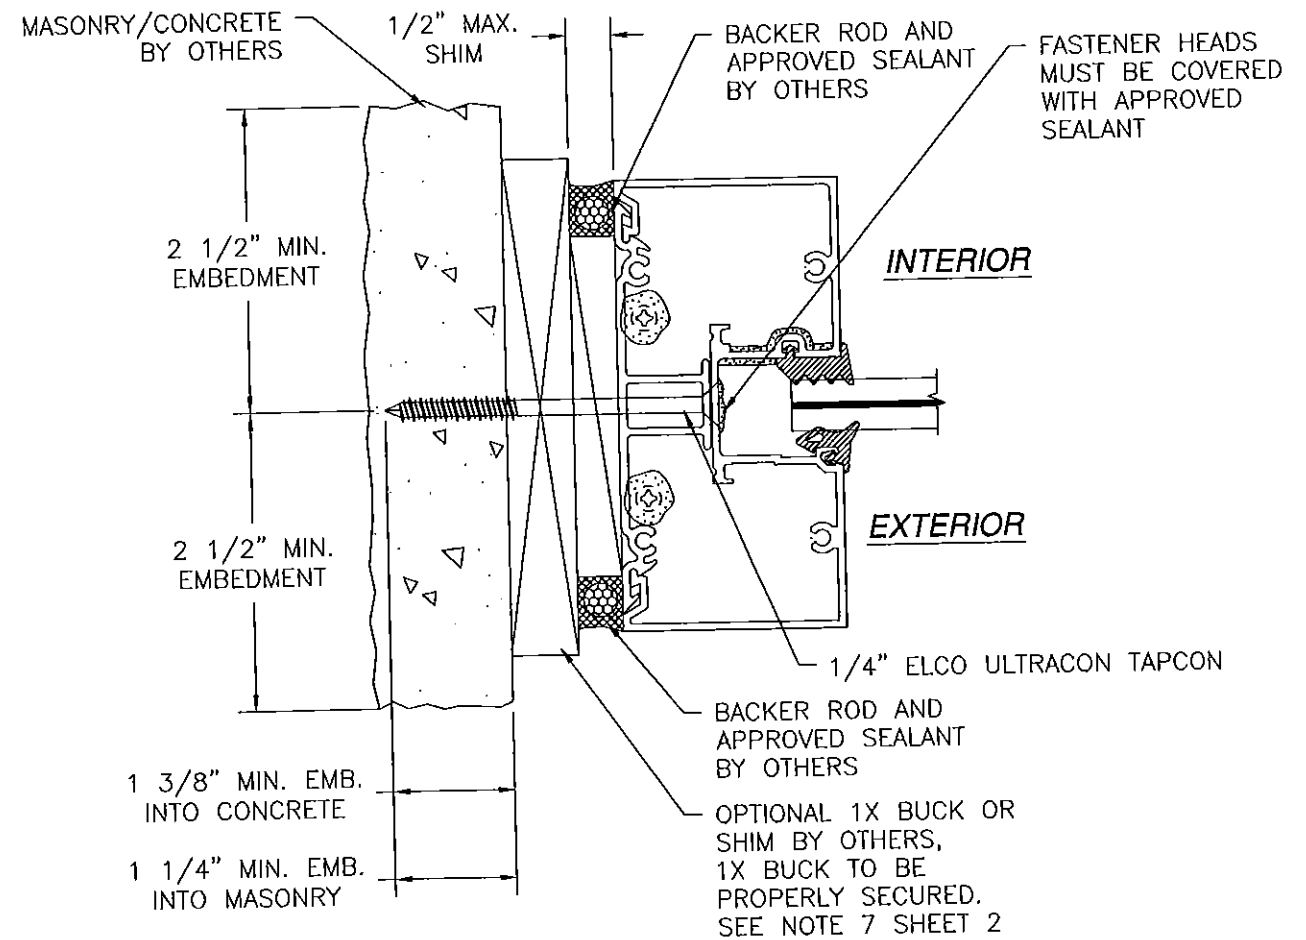 MASONRY/CONCRETE
BY OTHERS
1/2" MAX.
SHIM
BACKER ROD AND
APPROVED SEALANT
BY OTHERS
FASTENER HEADS
MUST BE COVERED
WITH APPROVED
SEALANT
2 1/2" MIN.
EMBEDMENT
INTERIOR
2 1/2" MIN.
EMBEDMENT
EXTERIOR
1/4" ELCO ULTRACON TAPCON
BACKER ROD AND
APPROVED SEALANT
BY OTHERS
1 3/8" MIN. EMB.
INTO CONCRETE
1 1/4" MIN. EMB.
INTO MASONRY
OPTIONAL 1X BUCK OR
SHIM BY OTHERS,
1X BUCK TO BE
PROPERLY SECURED.
SEE NOTE 7 SHEET 2